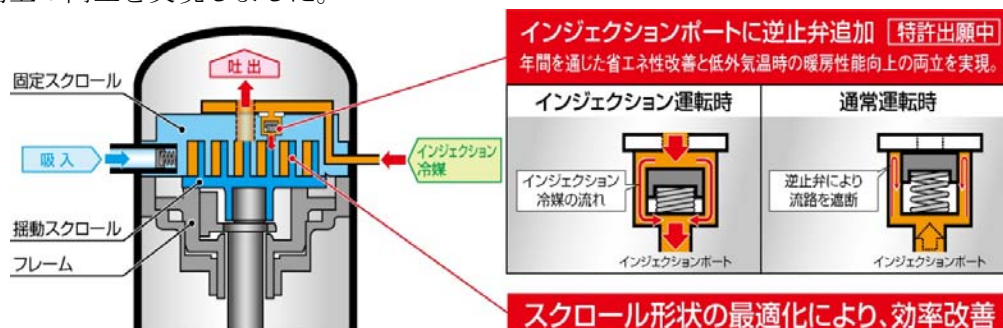 インジェクションポートに逆止弁追加 特許出願中
年間を通じた省エネ性改善と低外気温時の暖房性能向上の両立を実現。
吐出
固定スクロール
吸入
インジェクション
冷媒
揺動スクロール
フレーム
インジェクション運転時
通常運転時
インジェクション
冷媒の流れ
逆止弁により
流路を遮断
インジェクションポート
インジェクションポート
スクロール形状の最適化により、効率改善